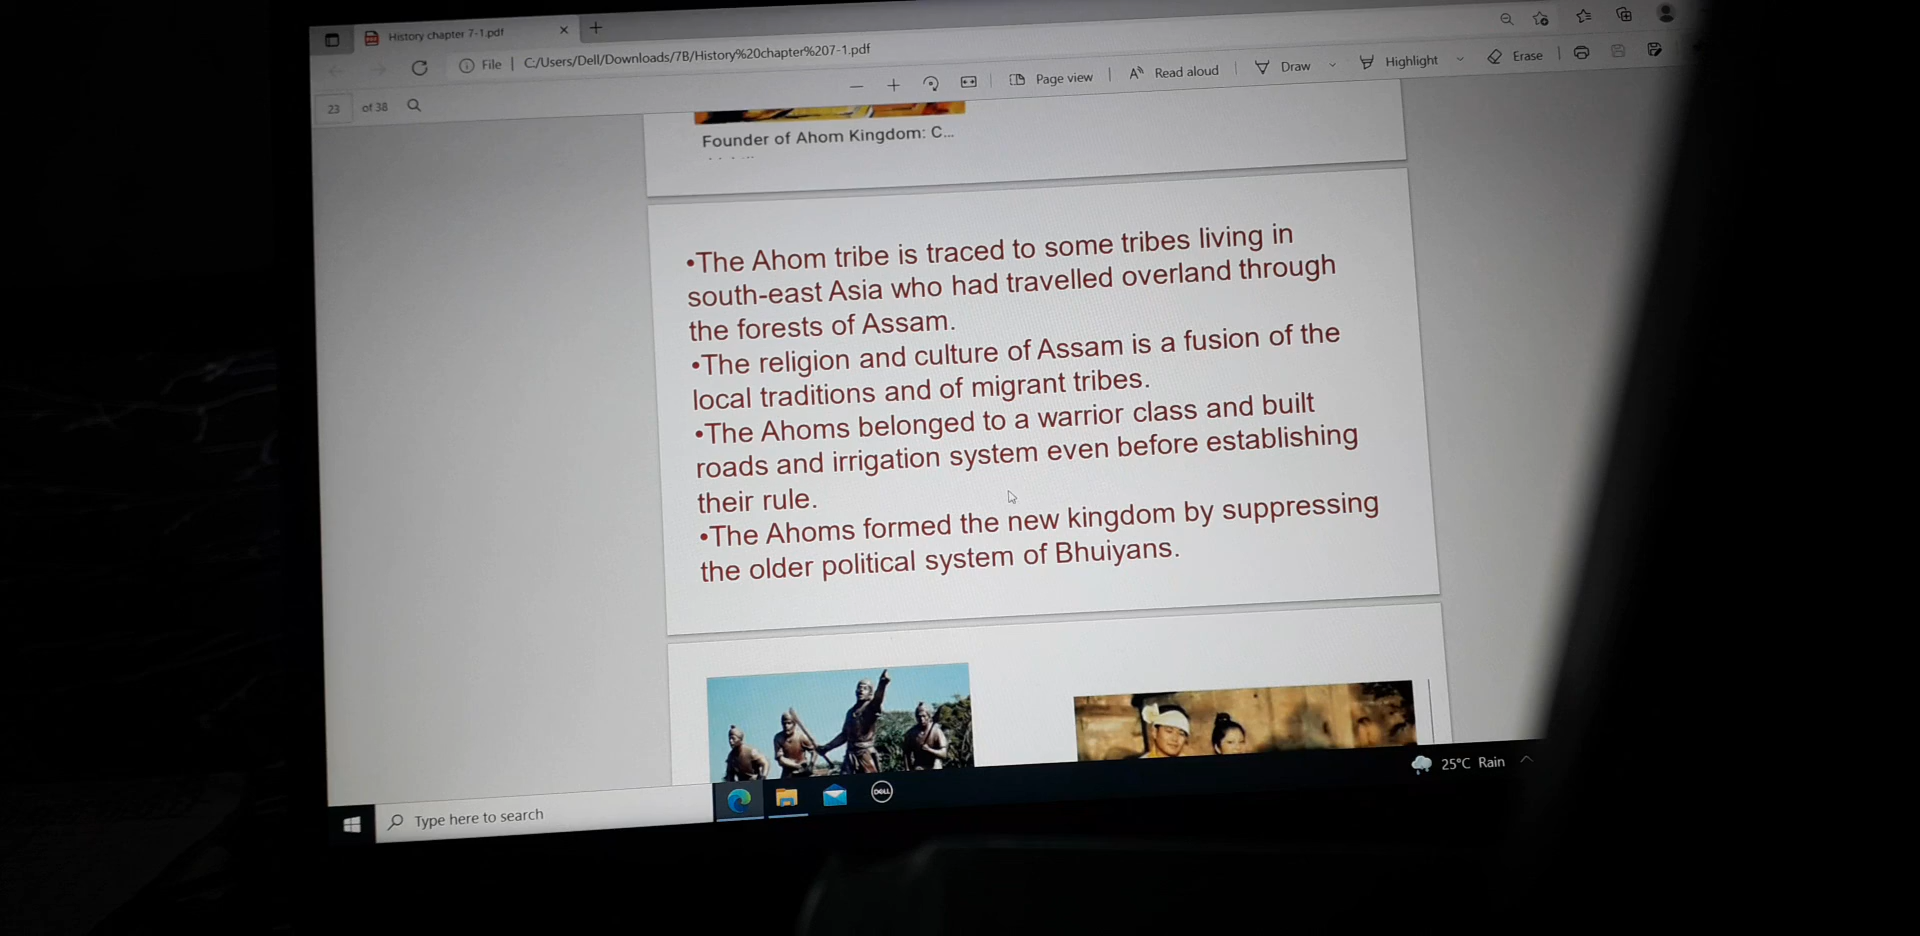 History chapter 7-1.pdf
File | C:/Users/Dell/Downloads/7B/History%20chapter%207-1.pdf
23 of 38
Page view | Read aloud | Draw Highlight Erase
Founder of Ahom Kingdom: C...
•The Ahom tribe is traced to some tribes living in
south-east Asia who had travelled overland through
the forests of Assam.
•The religion and culture of Assam is a fusion of the
local traditions and of migrant tribes.
•The Ahoms belonged to a warrior class and built
roads and irrigation system even before establishing
their rule.
•The Ahoms formed the new kingdom by suppressing
the older political system of Bhuiyans.
25°C Rain
Type here to search
DELL